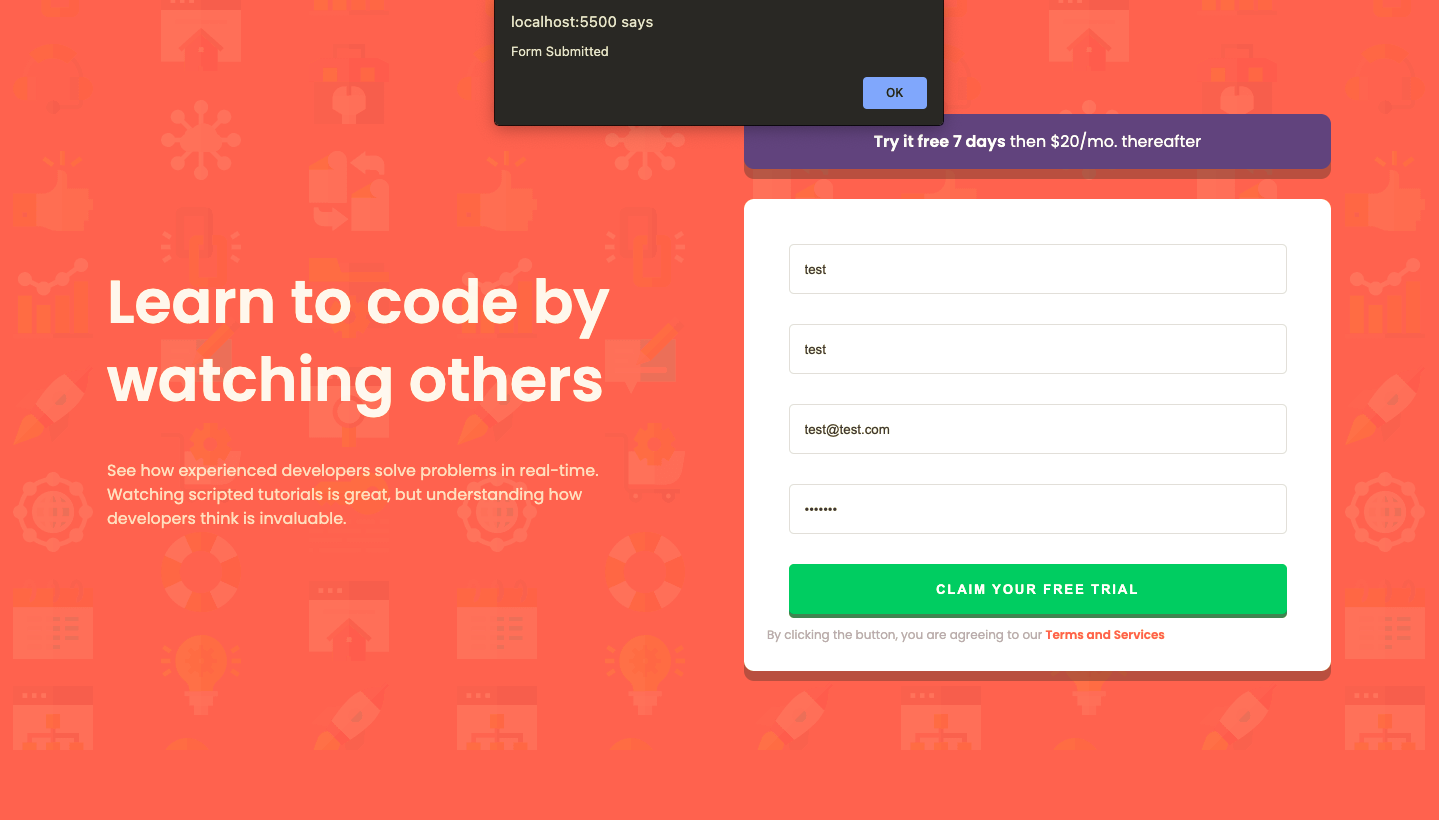 localhost:5500 says
Form Submitted
OK
Try it free 7 days then $20/mo. thereafter
Learn to code by
watching others
See how experienced developers solve problems in real-time.
Watching scripted tutorials is great, but understanding how
developers think is invaluable.
test
test
test@test.com
•••••••
CLAIM YOUR FREE TRIAL
By clicking the button, you are agreeing to our Terms and Services